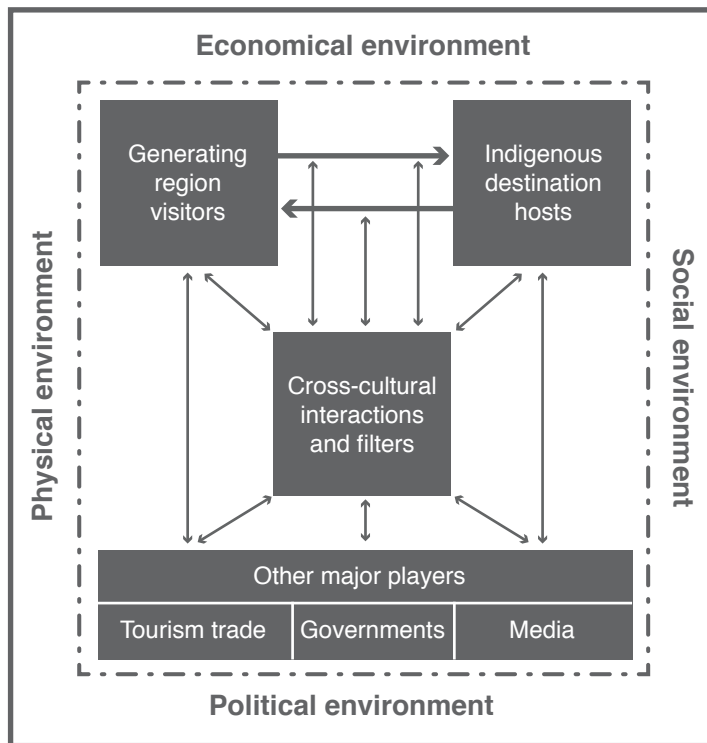 Economical environment
Physical environment
Generating
region
visitors
Indigenous
destination
hosts
Social environment
Cross-cultural
interactions
and filters
Other major players
Tourism trade
Governments
Media
Political environment